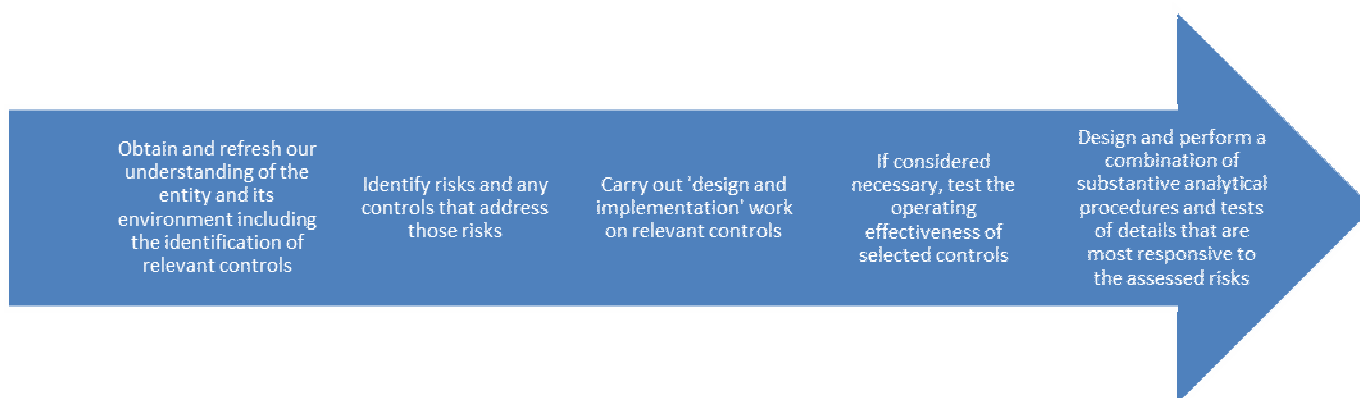 Obtain and refresh our
understanding of the
entity and its
environment including
the identification of
relevant controls
Identify risks and any
controls that address
those risks
Carry out 'design and
implementation' work
on relevant controls
If considered
necessary, test the
operating
effectiveness of
selected controls
Design and perform a
combination of
substantive analytical
procedures and tests
of details that are
most responsive to
the assessed risks